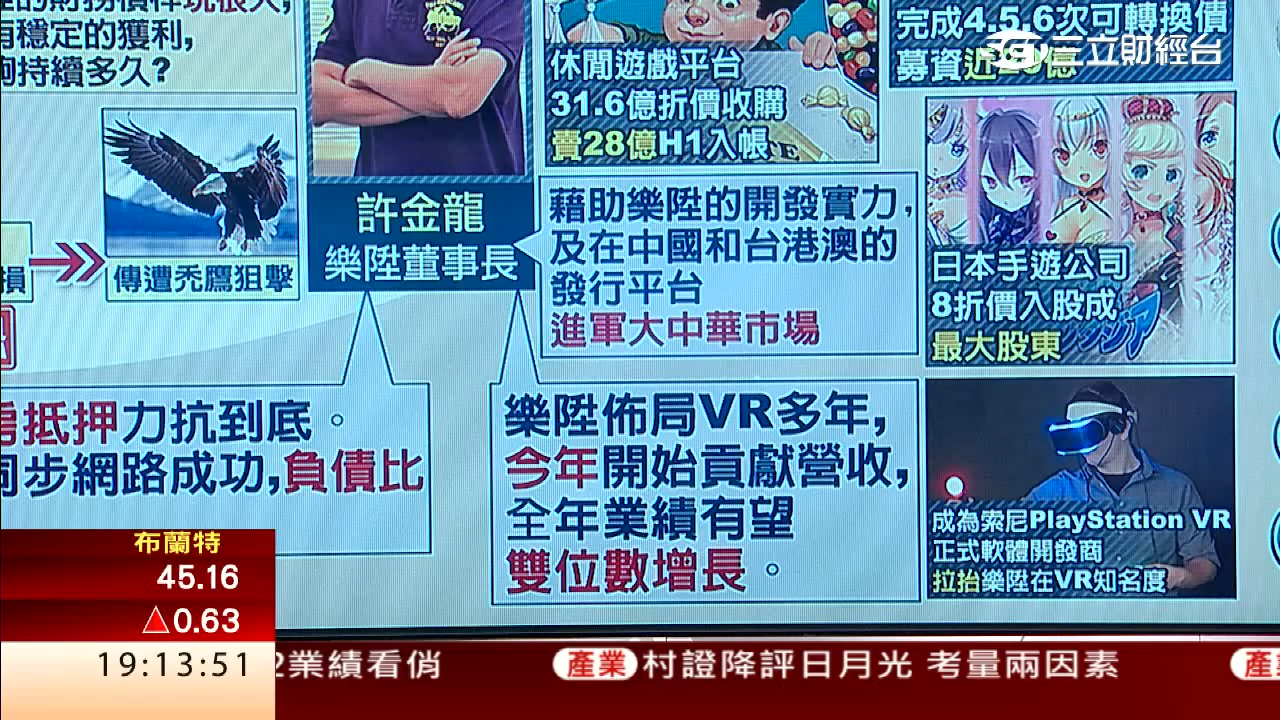 有穩定的獲利,
持續多久?
傳遭禿鷹狙擊
損
許金龍
樂陞董事長
休閒遊戲平台
31.6億折價收購
賣28億H1入帳
完成4.5.6次可轉換債
募資近
三立財經台
藉助樂陞的開發實力,
及在中國和台港澳的
發行平台
進軍大中華市場
日本手遊公司
8折價入股成
最大股東
抵押力抗到底。
同步網路成功,負債比
樂陞佈局VR多年,
今年開始貢獻營收,
全年業績有望
雙位數增長。
成為索尼PlayStation VR
正式軟體開發商
拉抬樂陞在VR知名度
布蘭特
45.16
△0.63
19:13:51
2業績看俏
產業 村證降評日月光 考量兩因素
產業